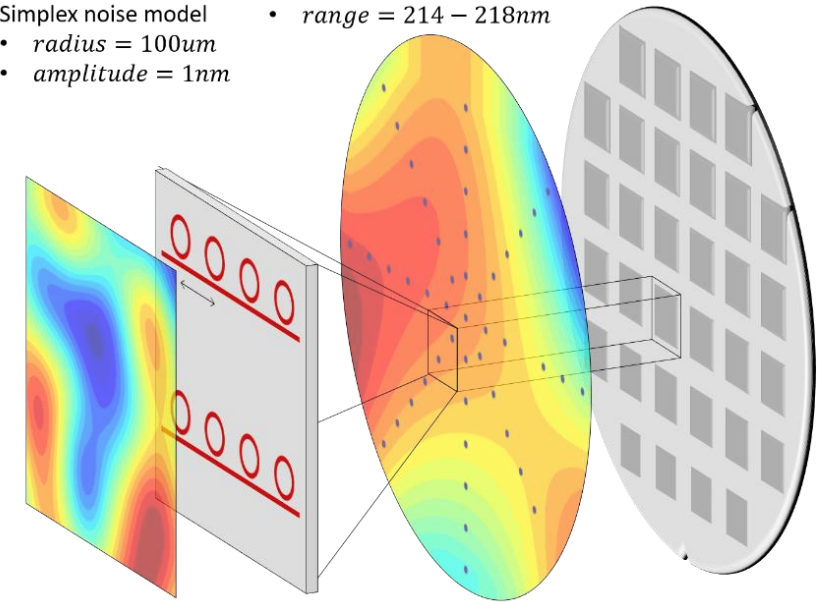 Simplex noise model
• radius = 100um
• amplitude = 1nm
• range = 214 − 218nm